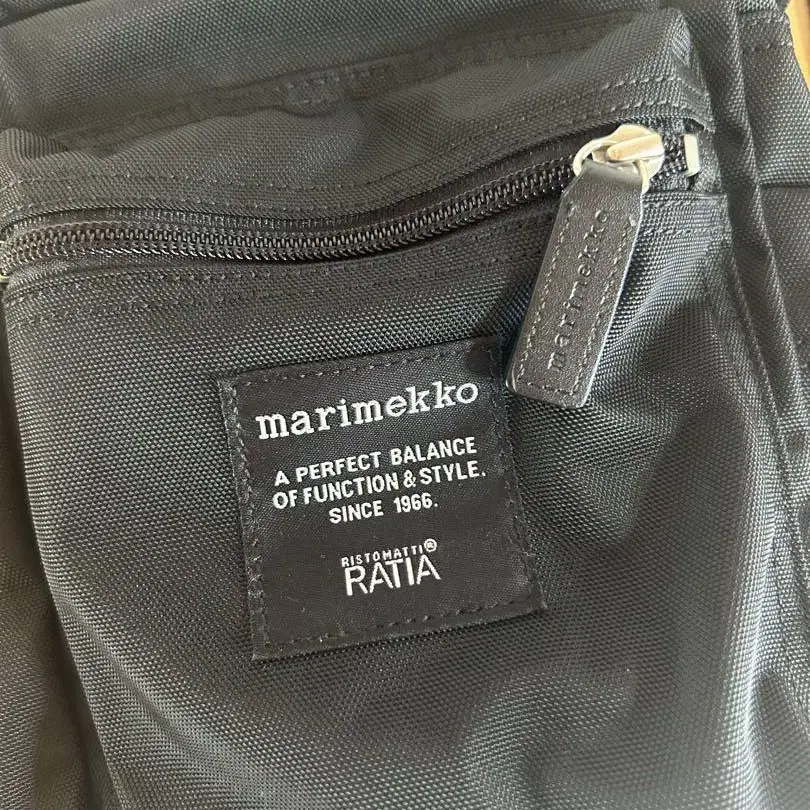 marimekko
marimekko
A PERFECT BALANCE
OF FUNCTION & STYLE.
SINCE 1966.
RISTOMATTI®
RATIA